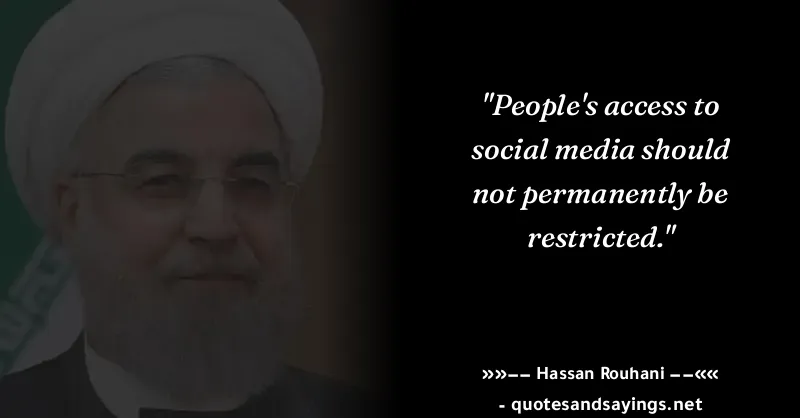 "People's access to
social media should
not permanently be
restricted."
»»–– Hassan Rouhani ––««
- quotesandsayings.net